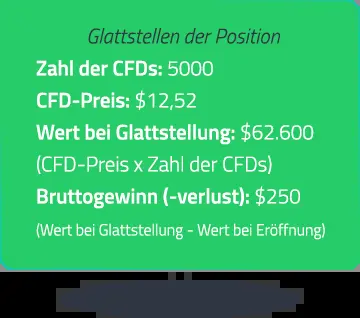 Glattstellen der Position
Zahl der CFDs: 5000
CFD-Preis: $12,52
Wert bei Glattstellung: $62.600
(CFD-Preis x Zahl der CFDs)
Bruttogewinn (-verlust): $250
(Wert bei Glattstellung - Wert bei Eröffnung)